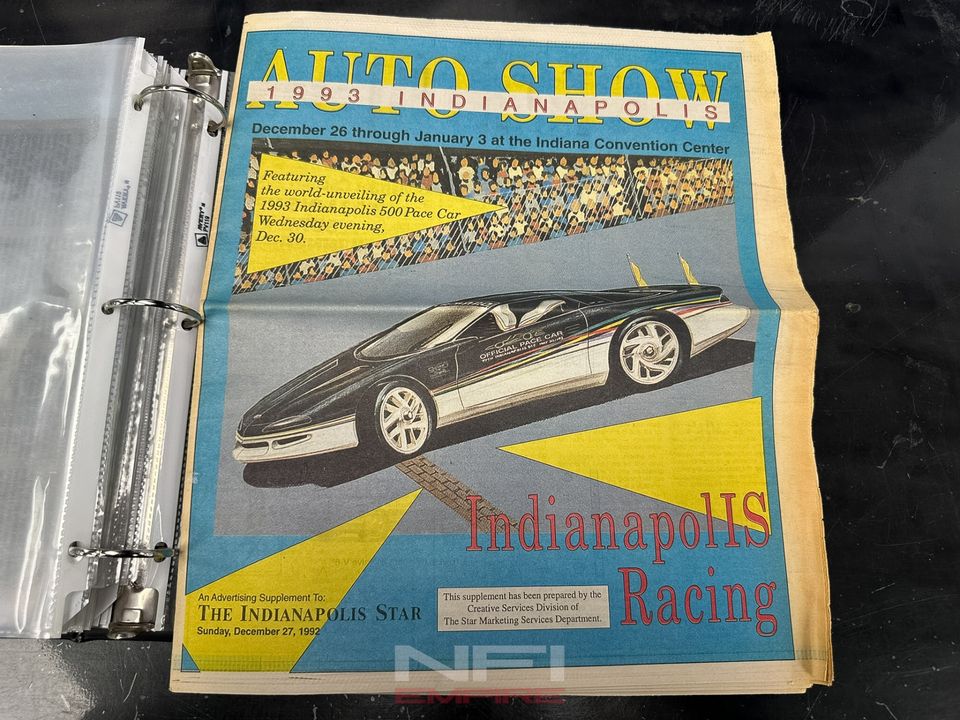 AUTO SHOW
1993 INDIANAPOLIS
December 26 through January 3 at the Indiana Convention Center
Featuring
the world-unveiling of the
1993 Indianapolis 500 Pace Car
Wednesday evening,
Dec. 30.
OFFICIAL PACE CAR
IndianapolIS
Racing
An Advertising Supplement To:
THE INDIANAPOLIS STAR
Sunday, December 27, 1992
This supplement has been prepared by the
Creative Services Division of
The Star Marketing Services Department.
AVERY
PV119
NFI
EMPIRE